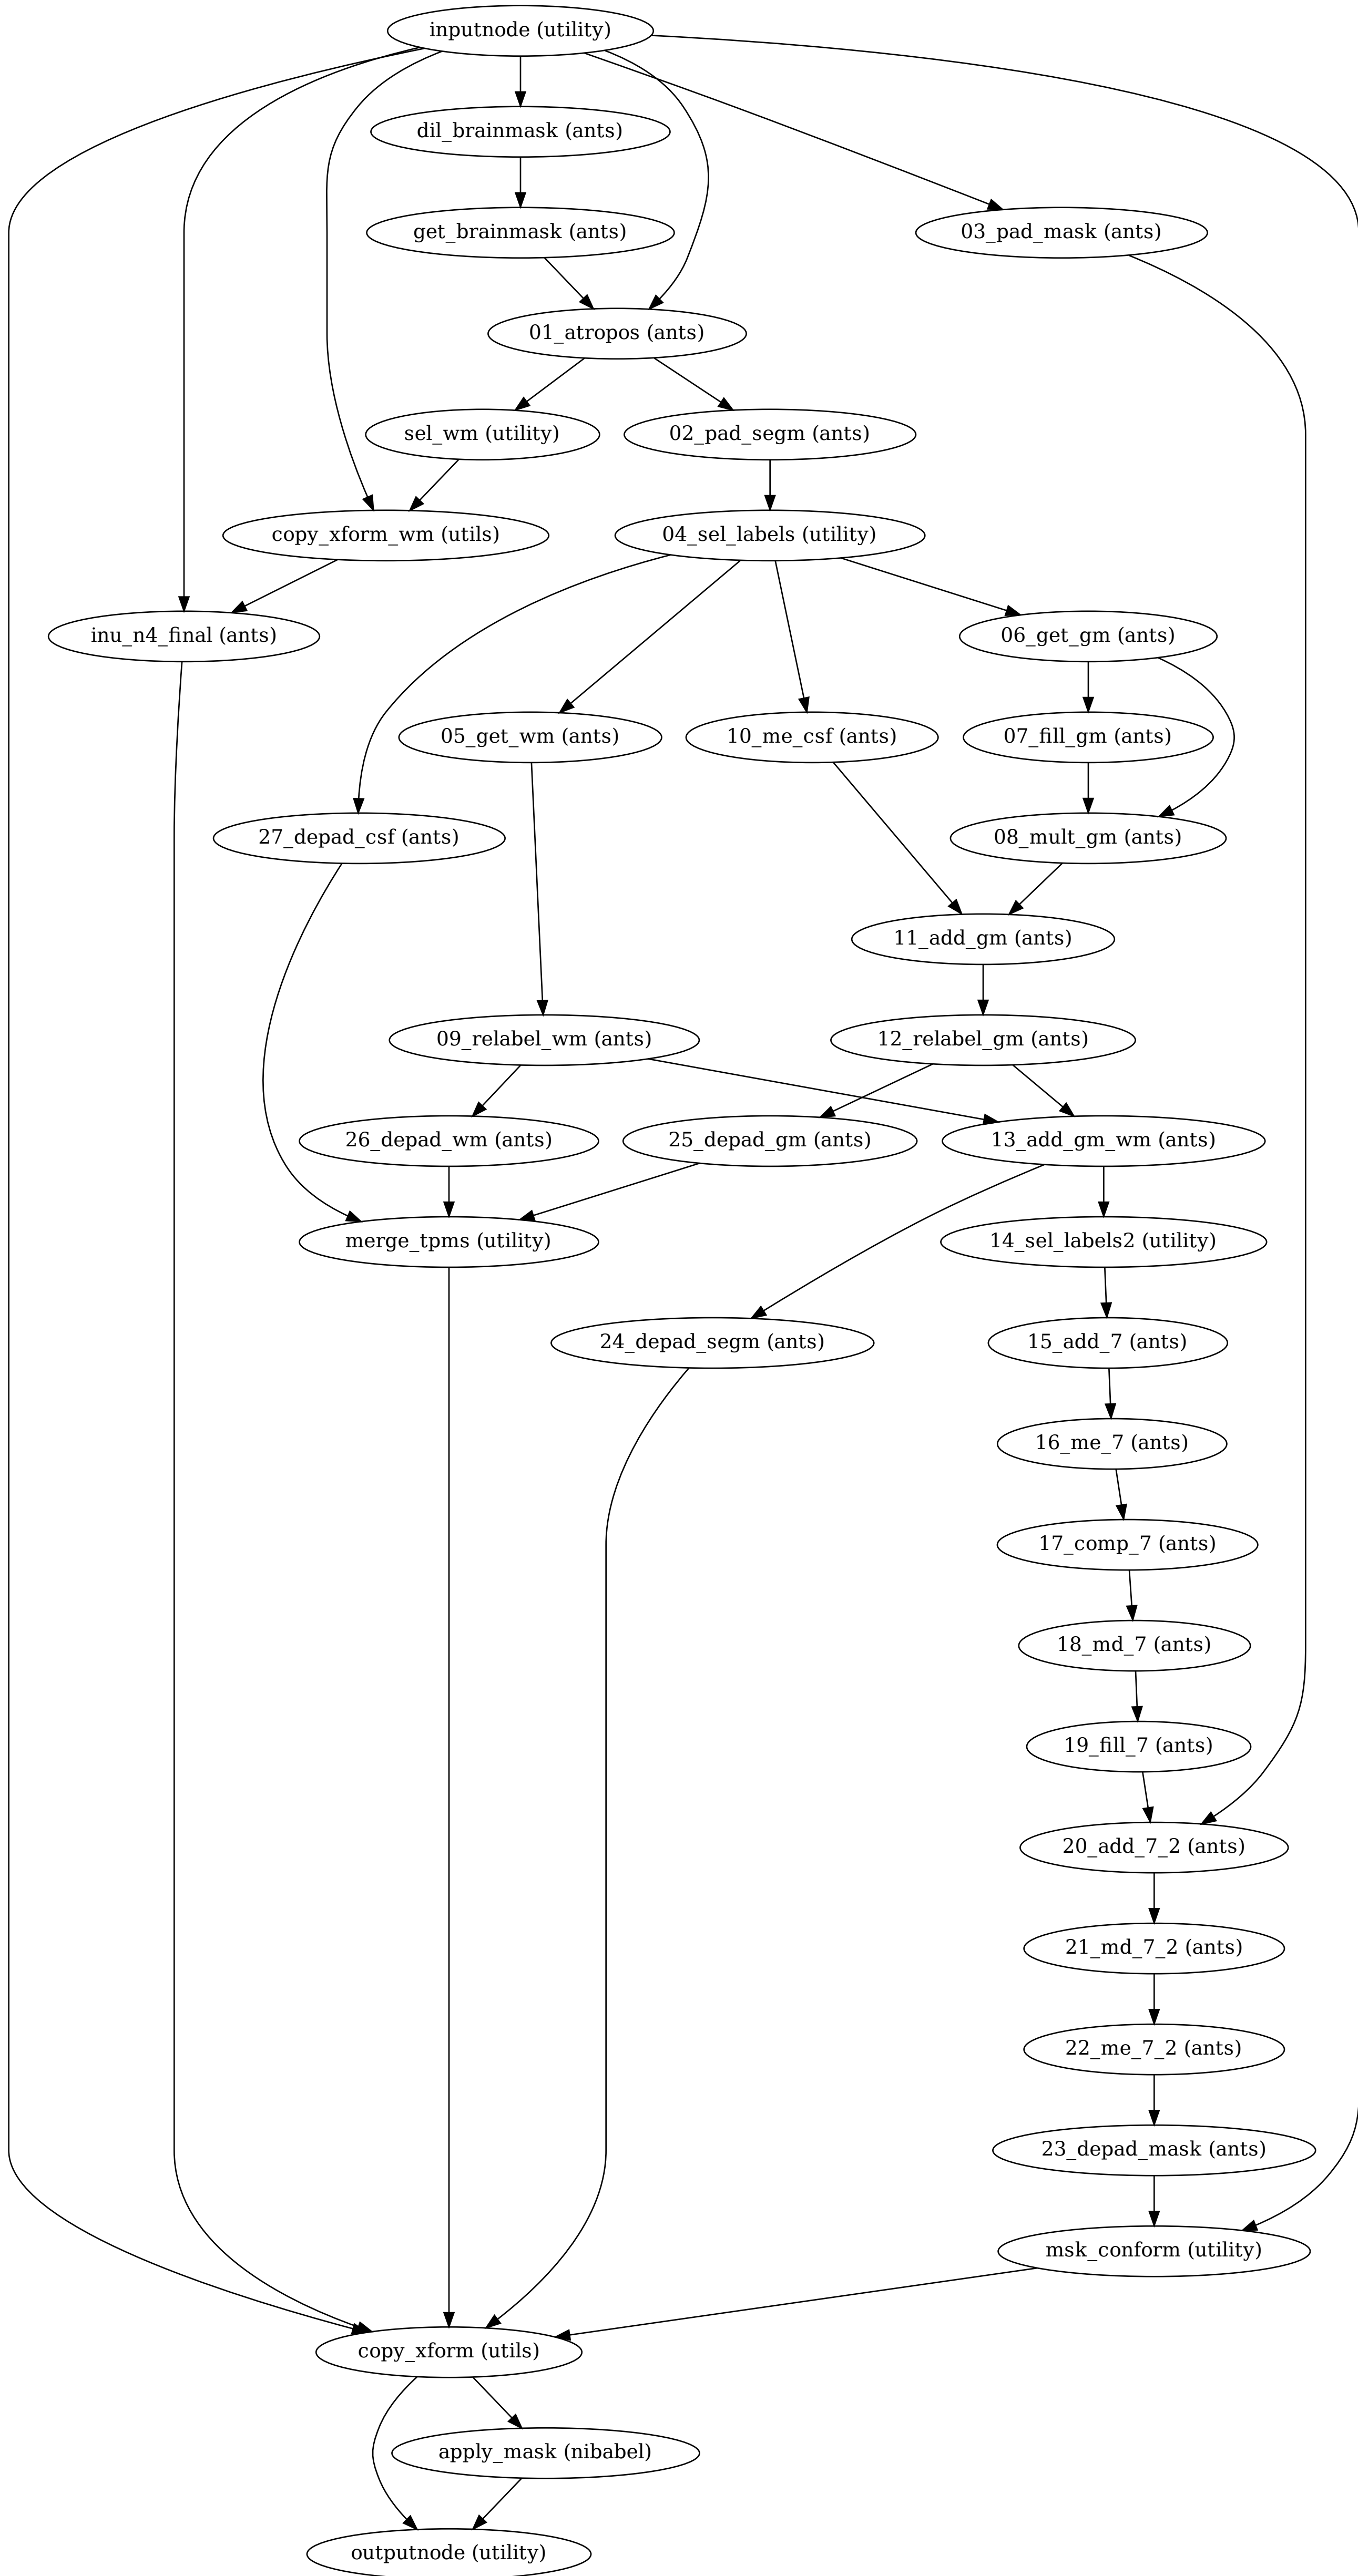 inputnode (utility)
dil_brainmask (ants)
get_brainmask (ants)
03_pad_mask (ants)
01_atropos (ants)
sel_wm (utility)
02_pad_segm (ants)
copy_xform_wm (utils)
04_sel_labels (utility)
inu_n4_final (ants)
06_get_gm (ants)
05_get_wm (ants)
10_me_csf (ants)
07_fill_gm (ants)
27_depad_csf (ants)
08_mult_gm (ants)
11_add_gm (ants)
09_relabel_wm (ants)
12_relabel_gm (ants)
26_depad_wm (ants)
25_depad_gm (ants)
13_add_gm_wm (ants)
merge_tpms (utility)
14_sel_labels2 (utility)
24_depad_segm (ants)
15_add_7 (ants)
16_me_7 (ants)
17_comp_7 (ants)
18_md_7 (ants)
19_fill_7 (ants)
20_add_7_2 (ants)
21_md_7_2 (ants)
22_me_7_2 (ants)
23_depad_mask (ants)
msk_conform (utility)
copy_xform (utils)
apply_mask (nibabel)
outputnode (utility)